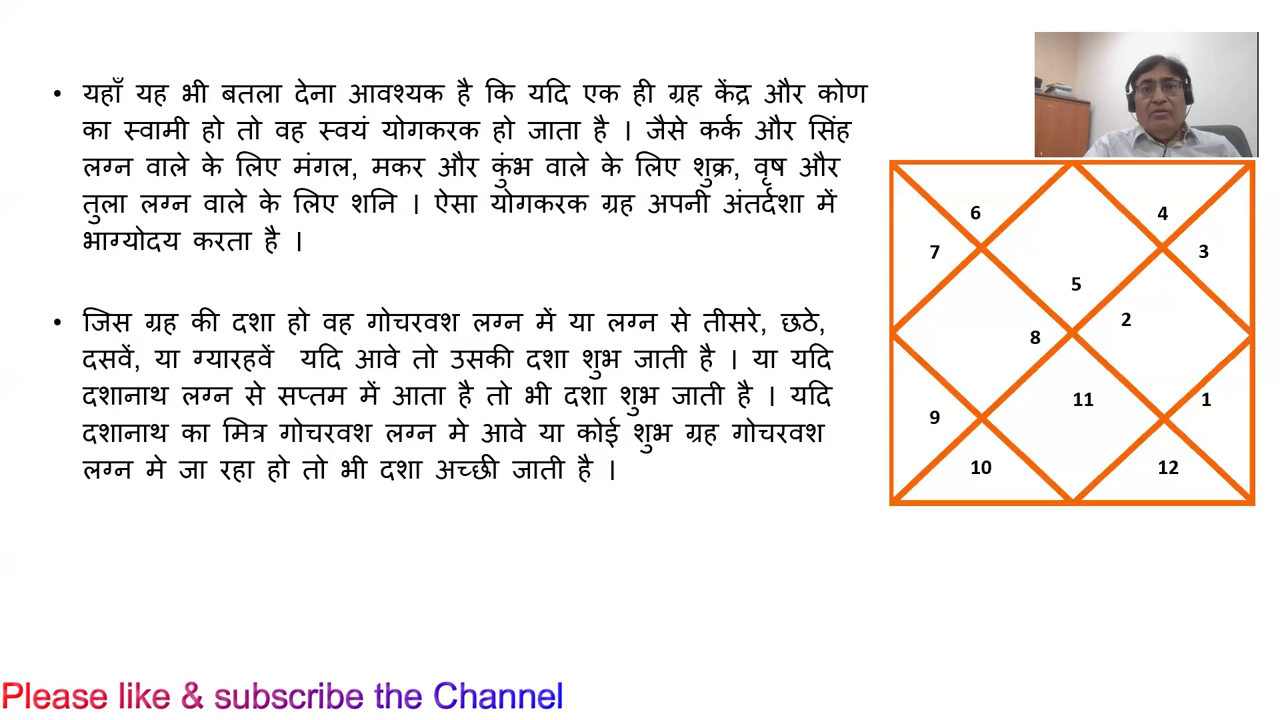 • यहाँ यह भी बतला देना आवश्यक है कि यदि एक ही ग्रह केंद्र और कोण
का स्वामी हो तो वह स्वयं योगकरक हो जाता है । जैसे कर्क और सिंह
लग्न वाले के लिए मंगल, मकर और कुंभ वाले के लिए शुक्र, वृष और
तुला लग्न वाले के लिए शनि । ऐसा योगकरक ग्रह अपनी अंतर्दशा में
भाग्योदय करता है ।
• जिस ग्रह की दशा हो वह गोचरवश लग्न में या लग्न से तीसरे, छठे,
दसवें, या ग्यारहवें यदि आवे तो उसकी दशा शुभ जाती है । या यदि
दशानाथ लग्न से सप्तम में आता है तो भी दशा शुभ जाती है । यदि
दशानाथ का मित्र गोचरवश लग्न मे आवे या कोई शुभ ग्रह गोचरवश
लग्न मे जा रहा हो तो भी दशा अच्छी जाती है ।
6
4
7
3
5
2
8
11
1
9
10
12
Please like & subscribe the Channel